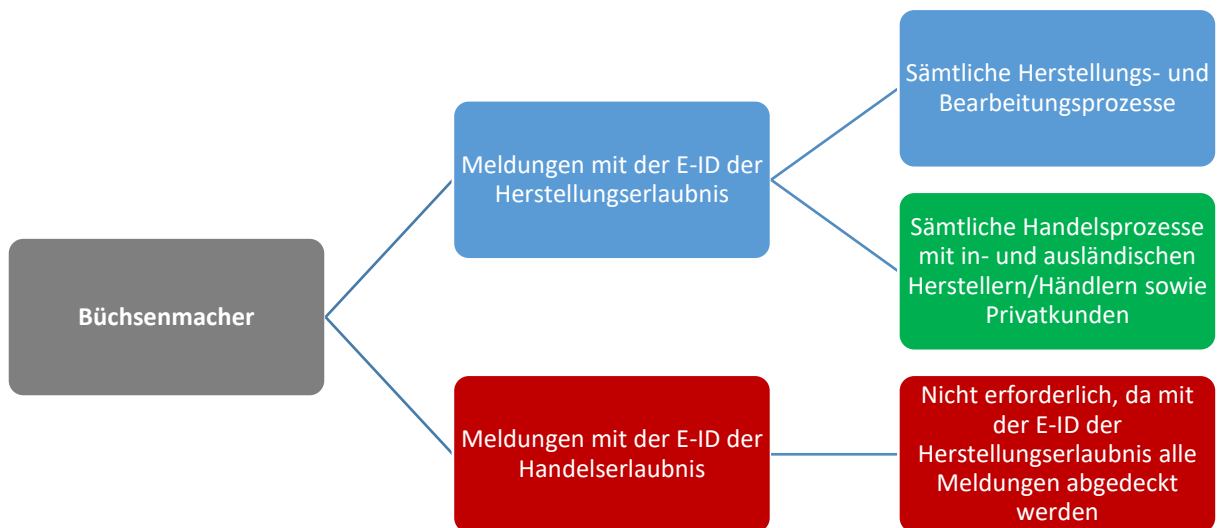 Büchsenmacher
Meldungen mit der E-ID der
Herstellungserlaubnis
Sämtliche Herstellungs- und
Bearbeitungsprozesse
Sämtliche Handelsprozesse
mit in- und ausländischen
Herstellern/Händlern sowie
Privatkunden
Meldungen mit der E-ID der
Handelserlaubnis
Nicht erforderlich, da mit
der E-ID der
Herstellungserlaubnis alle
Meldungen abgedeckt
werden